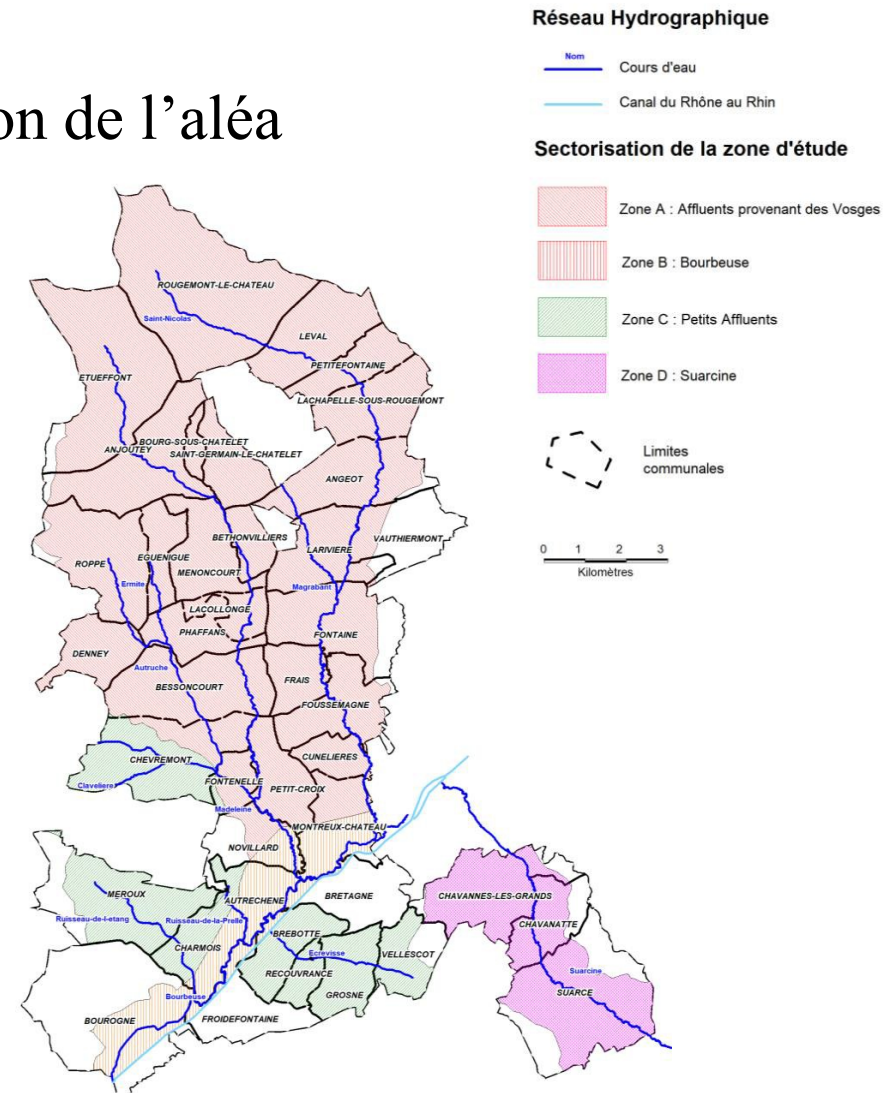 Réseau Hydrographique
Nom
Cours d'eau
Canal du Rhône au Rhin
on de l'aléa
Sectorisation de la zone d'étude
Zone A : Affluents provenant des Vosges
Zone B : Bourbeuse
Zone C : Petits Affluents
Zone D : Suarcine
Limites
communales
0 1 2 3
Kilomètres
ROUGEMONT-LE-CHATEAU
Saint-Nicolas
LEVAL
PETITEFONTAINE
ETUEFFONT
LACHAPELLE-SOUS-ROUGEMONT
BOURG-SOUS-CHATELET
ANJOUTEY
SAINT-GERMAIN-LE-CHATELET
ANGEOT
BETHONVILLIERS
VAUTHIERMONT
LARIVIERE
EGUENIGUE
ROPPE
MENONCOURT
Ermite
Magrabant
LACOLLONGE
PHAFFANS
FONTAINE
DENNEY
Autruche
FRAIS
BESSONCOURT
FOUSSEMAGNE
CUNELIERES
CHEVREMONT
FONTENELLE
Claveliere
PETIT-CROIX
Madeleine
MONTREUX-CHATEAU
NOVILLARD
MEROUX
BRETAGNE
CHAVANNES-LES-GRANDS
AUTRECHENE
Ruisseau-de-l-etang
Ruisseau-de-la-Prelle
CHAVANATTE
BREBOTTE
CHARMOIS
Ecrevisse
VELLESCOT
RECOUVRANCE
Suarcine
GROSNE
SUARCE
Bourbeuse
BOUROGNE
FROIDEFONTAINE